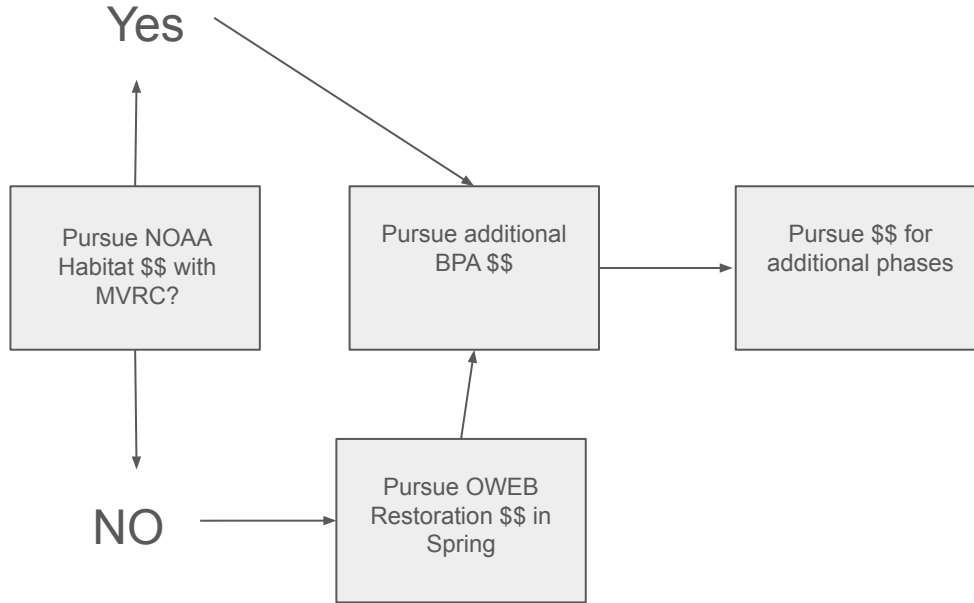 Yes
Pursue NOAA
Habitat $$ with
MVRC?
Pursue additional
BPA $$
Pursue $$ for
additional phases
NO
Pursue OWEB
Restoration $$ in
Spring